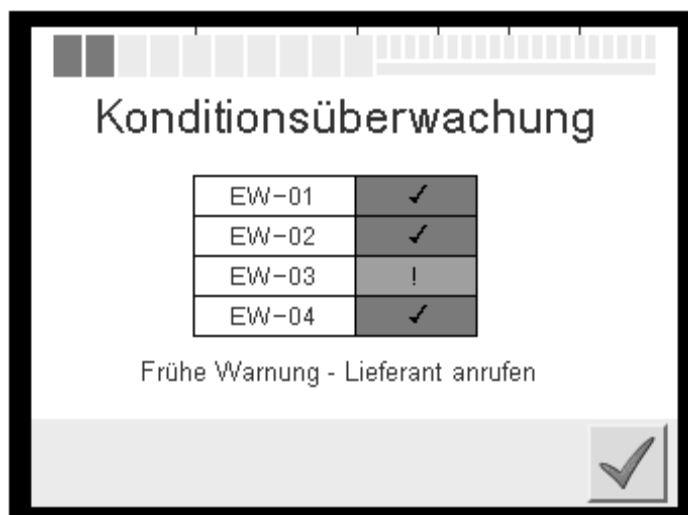 Konditionsüberwachung
EW-01 ✓
EW-02 ✓
EW-03 !
EW-04 ✓
Frühe Warnung - Lieferant anrufen